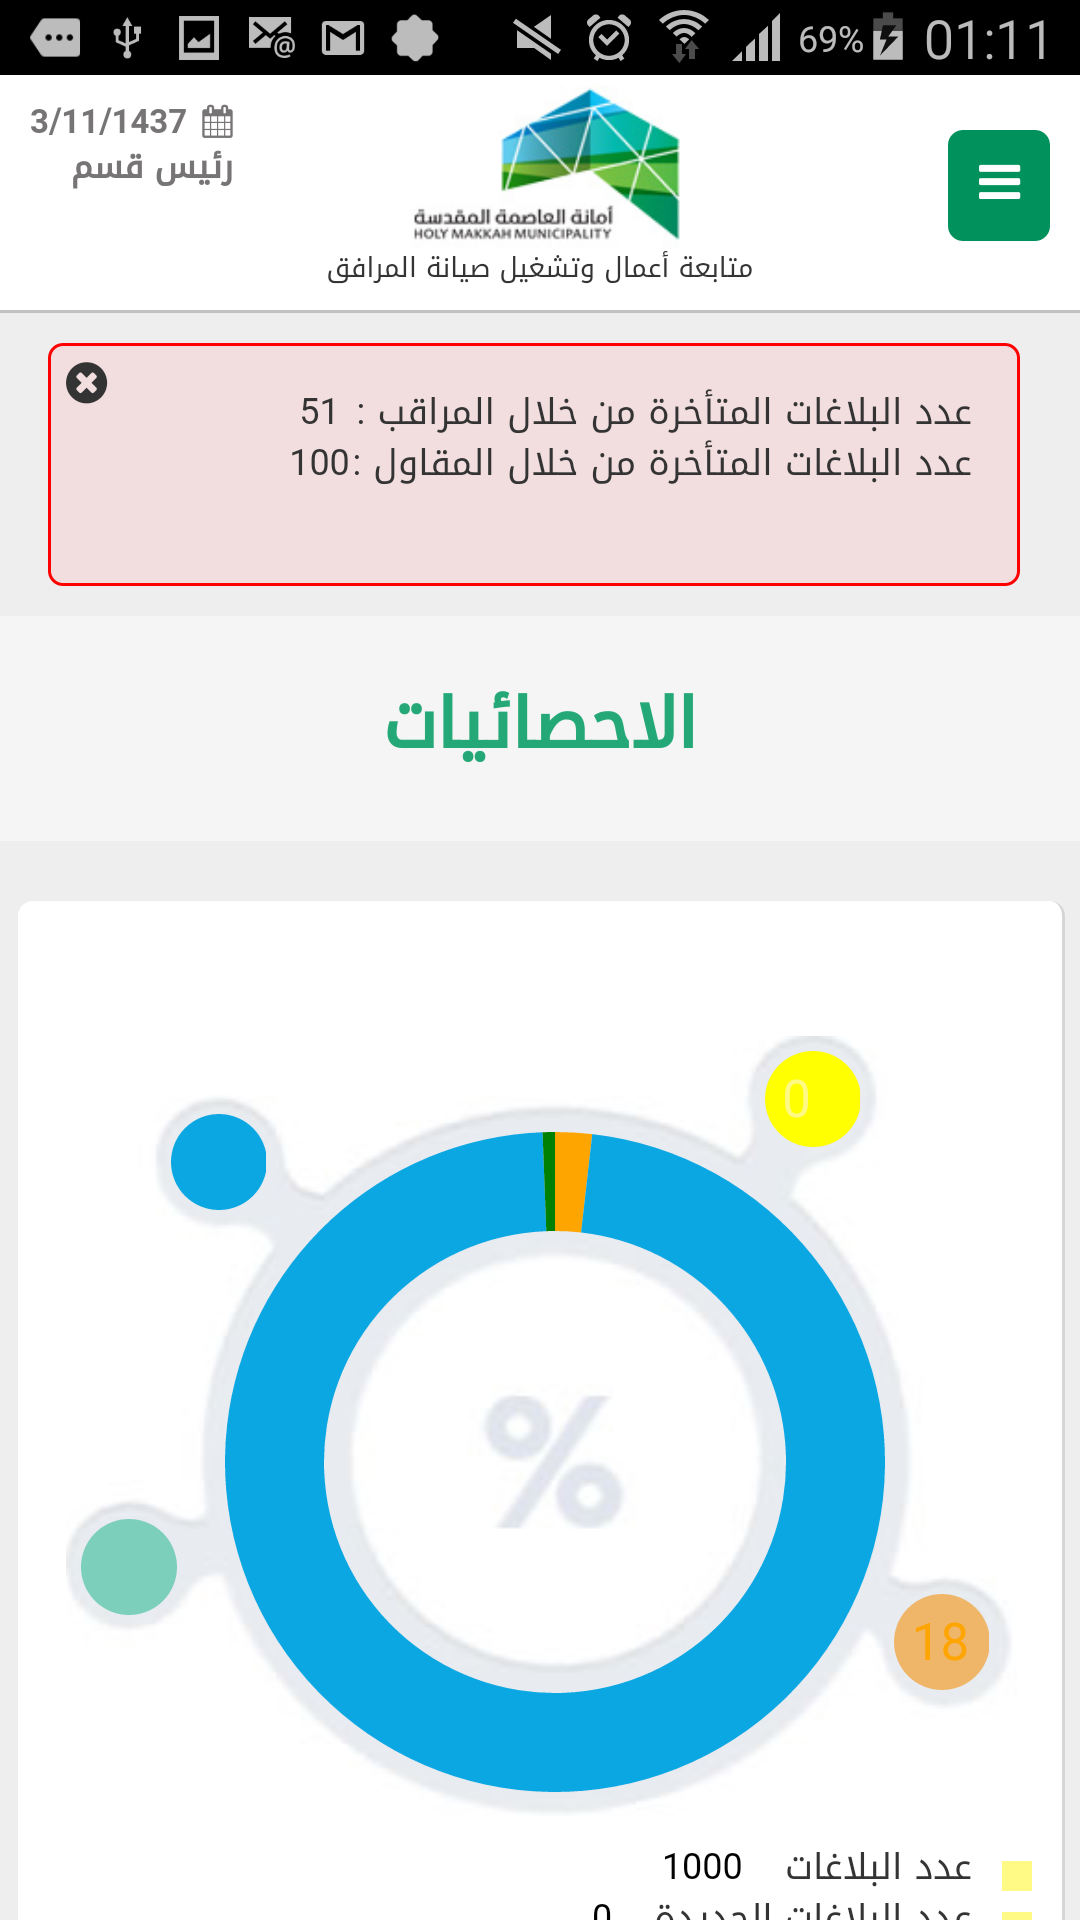 69% 01:11
3/11/1437
رئيس قسم
أمانة العاصمة المقدسة
HOLY MAKKAH MUNICIPALITY
متابعة أعمال وتشغيل صيانة المرافق
عدد البلاغات المتأخرة من خلال المراقب : 51
عدد البلاغات المتأخرة من خلال المقاول :100
الاحصائيات
0
%
18
عدد البلاغات 1000
عدد البلاغات الجديدة 0